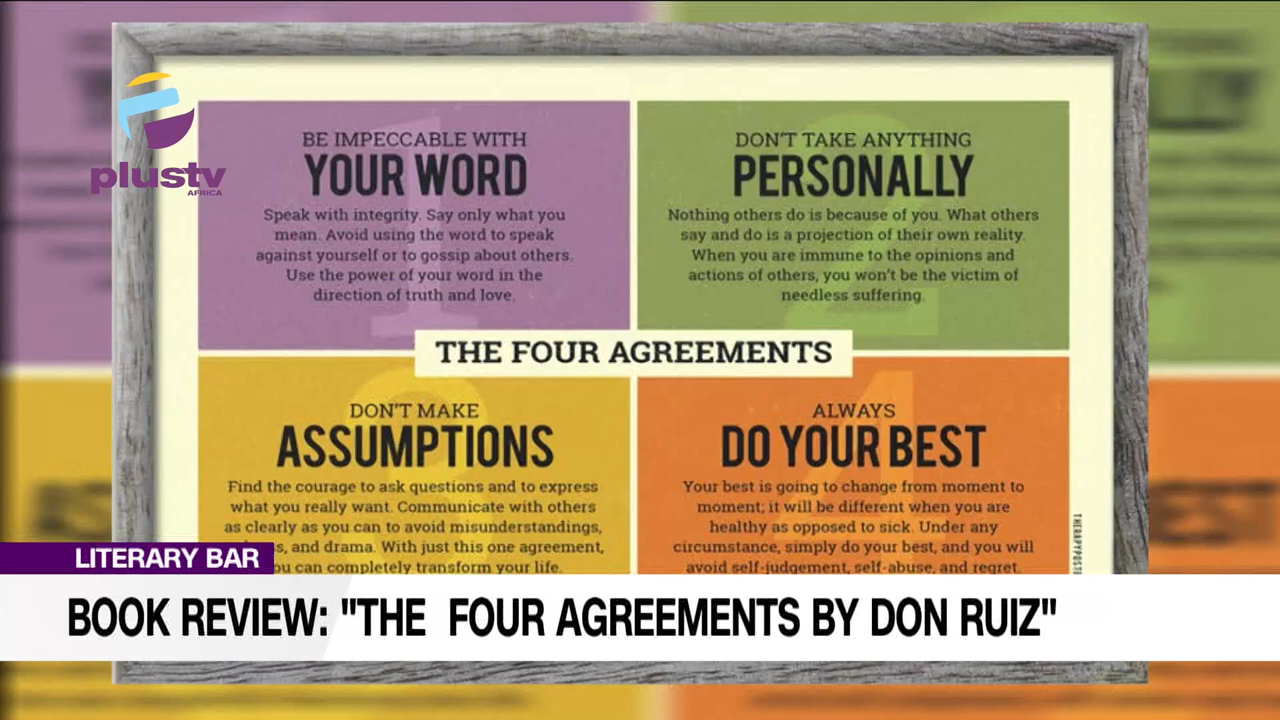 plustv
AFRICA
BE IMPECCABLE WITH
YOUR WORD
Speak with integrity. Say only what you
mean. Avoid using the word to speak
against yourself or to gossip about others.
Use the power of your word in the
direction of truth and love.
DON'T TAKE ANYTHING
PERSONALLY
Nothing others do is because of you. What others
say and do is a projection of their own reality.
When you are immune to the opinions and
actions of others, you won't be the victim of
needless suffering.
THE FOUR AGREEMENTS
DON'T MAKE
ASSUMPTIONS
Find the courage to ask questions and to express
what you really want. Communicate with others
as clearly as you can to avoid misunderstandings,
and drama. With just this one agreement,
can completely transform your life.
ALWAYS
DO YOUR BEST
Your best is going to change from moment to
moment; it will be different when you are
healthy as opposed to sick. Under any
circumstance, simply do your best, and you will
avoid self-judgement, self-abuse, and regret.
LITERARY BAR
BOOK REVIEW: "THE  FOUR AGREEMENTS BY DON RUIZ"